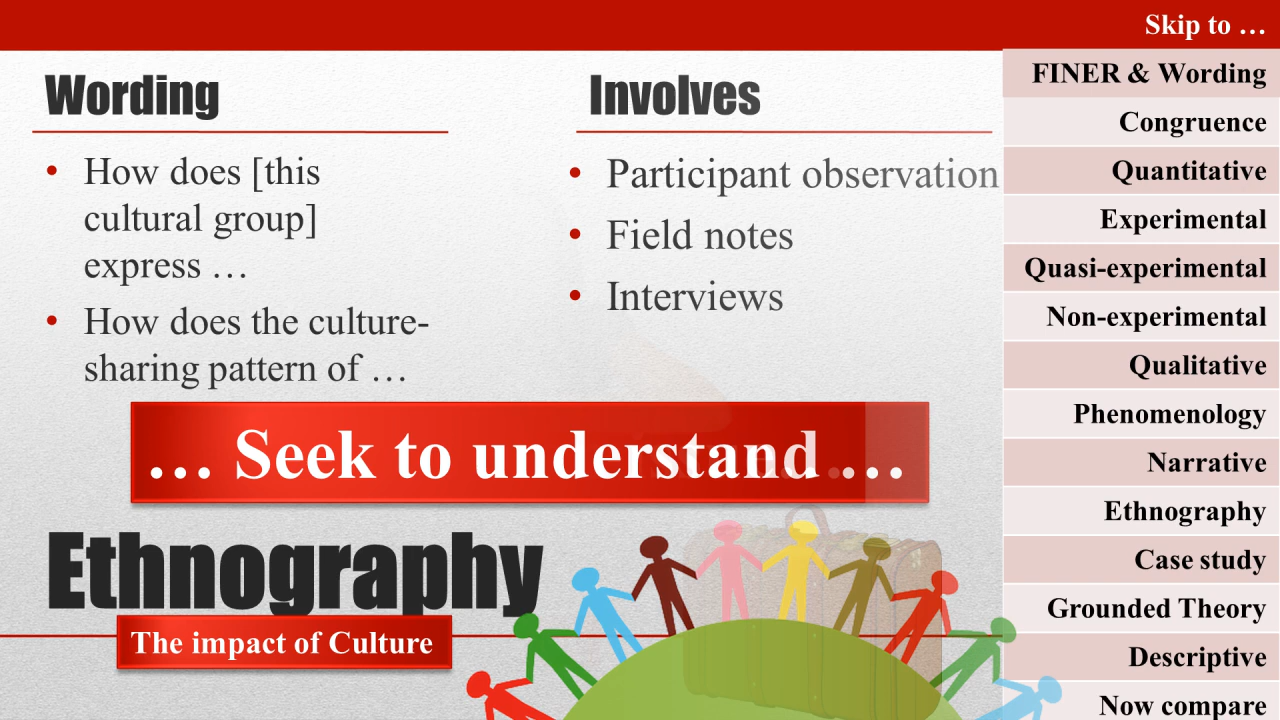 Skip to …
Wording
• How does [this
cultural group]
express …
• How does the culture-
sharing pattern of …
Involves
• Participant observation
• Field notes
• Interviews
… Seek to understand …
Ethnography
The impact of Culture
FINER & Wording
Congruence
Quantitative
Experimental
Quasi-experimental
Non-experimental
Qualitative
Phenomenology
Narrative
Ethnography
Case study
Grounded Theory
Descriptive
Now compare